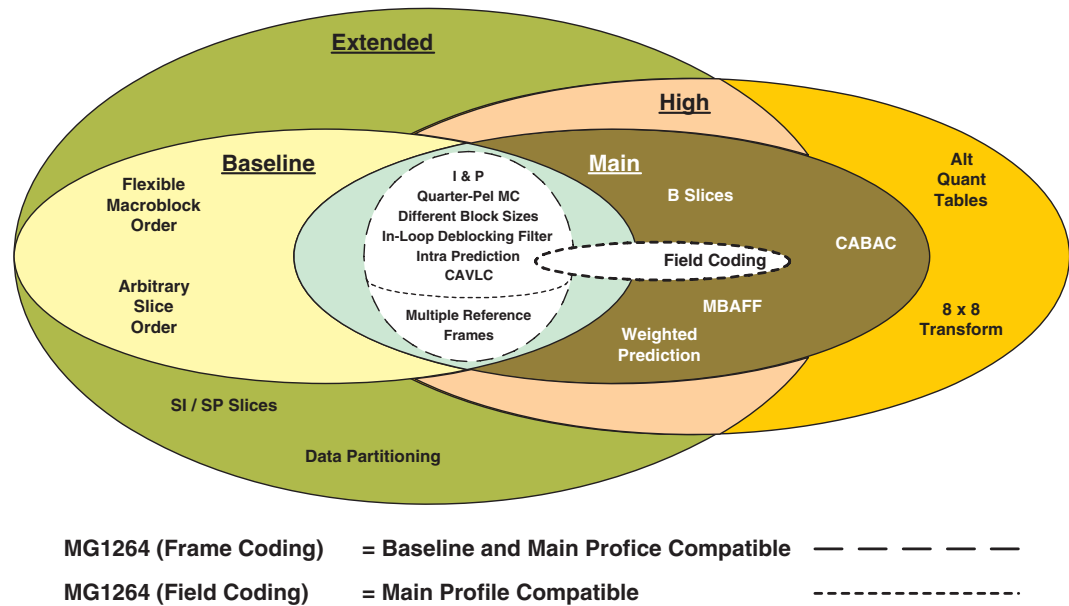 Extended
High
Baseline
Main
Flexible
Macroblock
Order
Arbitrary
Slice
Order
I & P
Quarter-Pel MC
Different Block Sizes
In-Loop Deblocking Filter
Intra Prediction
CAVLC
Multiple Reference
Frames
B Slices
Field Coding
CABAC
MBAFF
Weighted
Prediction
Alt
Quant
Tables
8 x 8
Transform
SI / SP Slices
Data Partitioning
MG1264 (Frame Coding) = Baseline and Main Profice Compatible
MG1264 (Field Coding) = Main Profile Compatible